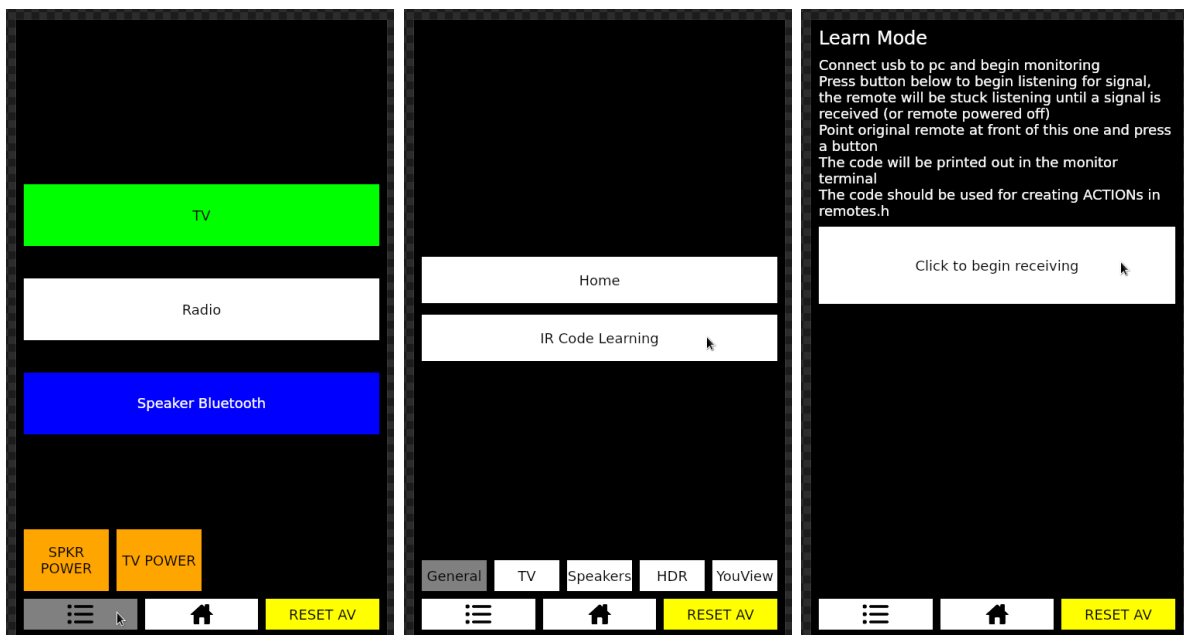 TV
Radio
Speaker Bluetooth
SPKR
POWER
TV POWER
RESET AV
Home
IR Code Learning
General
TV
Speakers
HDR
YouView
RESET AV
Learn Mode
Connect usb to pc and begin monitoring
Press button below to begin listening for signal,
the remote will be stuck listening until a signal is
received (or remote powered off)
Point original remote at front of this one and press
a button
The code will be printed out in the monitor
terminal
The code should be used for creating ACTIONs in
remotes.h
Click to begin receiving
RESET AV